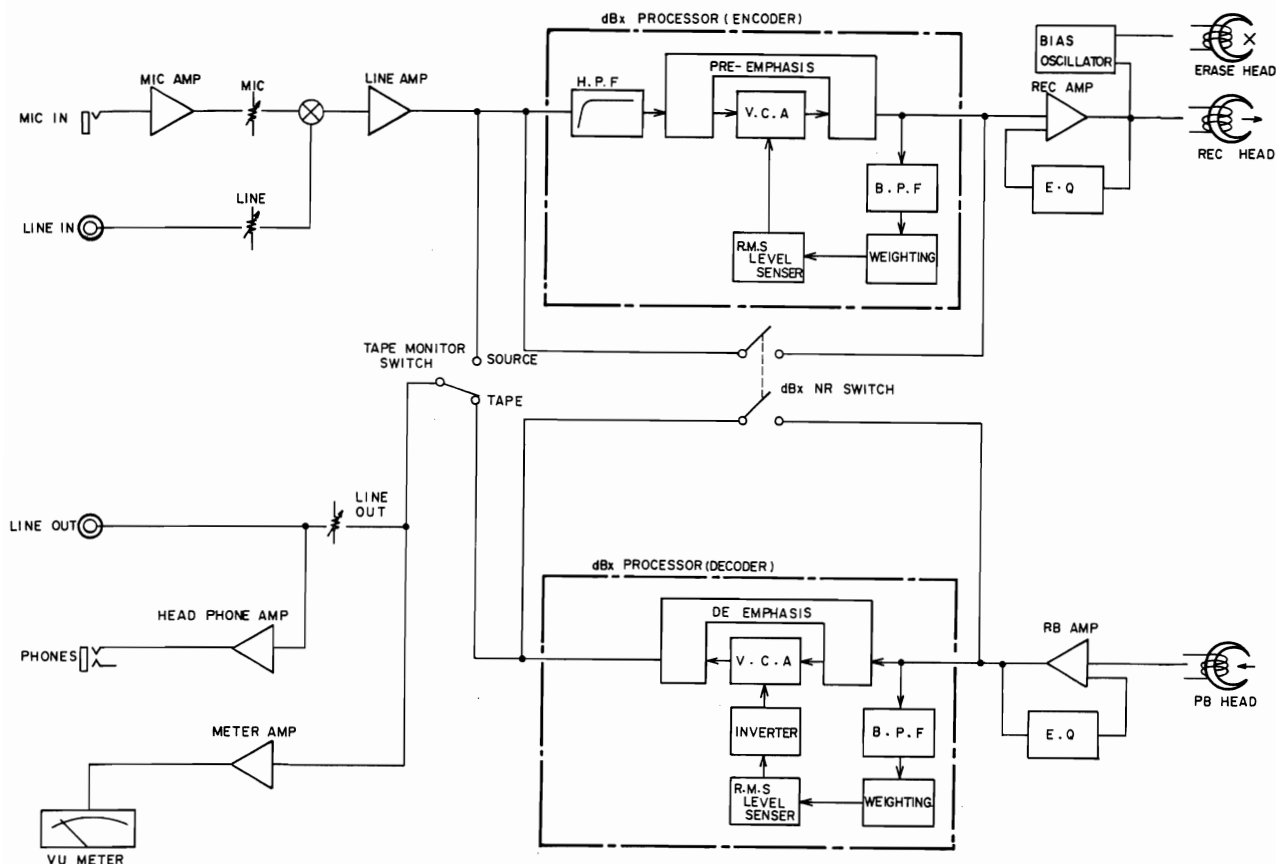 dBx PROCESSOR (ENCODER)
BIAS
OSCILLATOR
ERASE HEAD
MIC AMP
MIC
LINE AMP
H.P.F
PRE-EMPHASIS
V.C.A
REC AMP
MIC IN
REC HEAD
E.Q
B.P.F
LINE
LINE IN
R.M.S
LEVEL
SENSER
WEIGHTING
TAPE MONITOR
SWITCH
SOURCE
TAPE
dBx NR SWITCH
LINE
OUT
LINE OUT
dBx PROCESSOR (DECODER)
HEAD PHONE AMP
DE EMPHASIS
RB AMP
PHONES
V.C.A
PB HEAD
METER AMP
INVERTER
B.P.F
E.Q
R.M.S
LEVEL
SENSER
WEIGHTING
VU METER